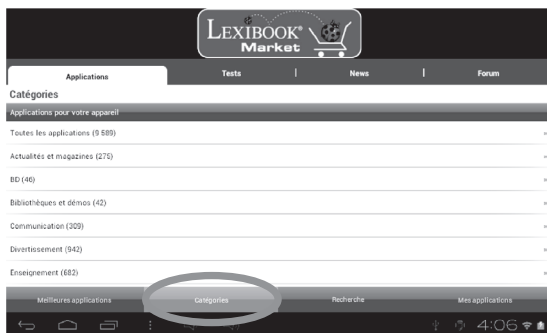 LEXIBOOK®
Market
Applications Tests | News | Forum
Catégories
Applications pour votre appareil
Toutes les applications (9 689)
Actualités et magazines (275)
BD (46)
Bibliothèques et démos (42)
Communication (309)
Divertissement (942)
Enseignement (682)
Meilleures applications Catégories Recherche Mes applications
4:06